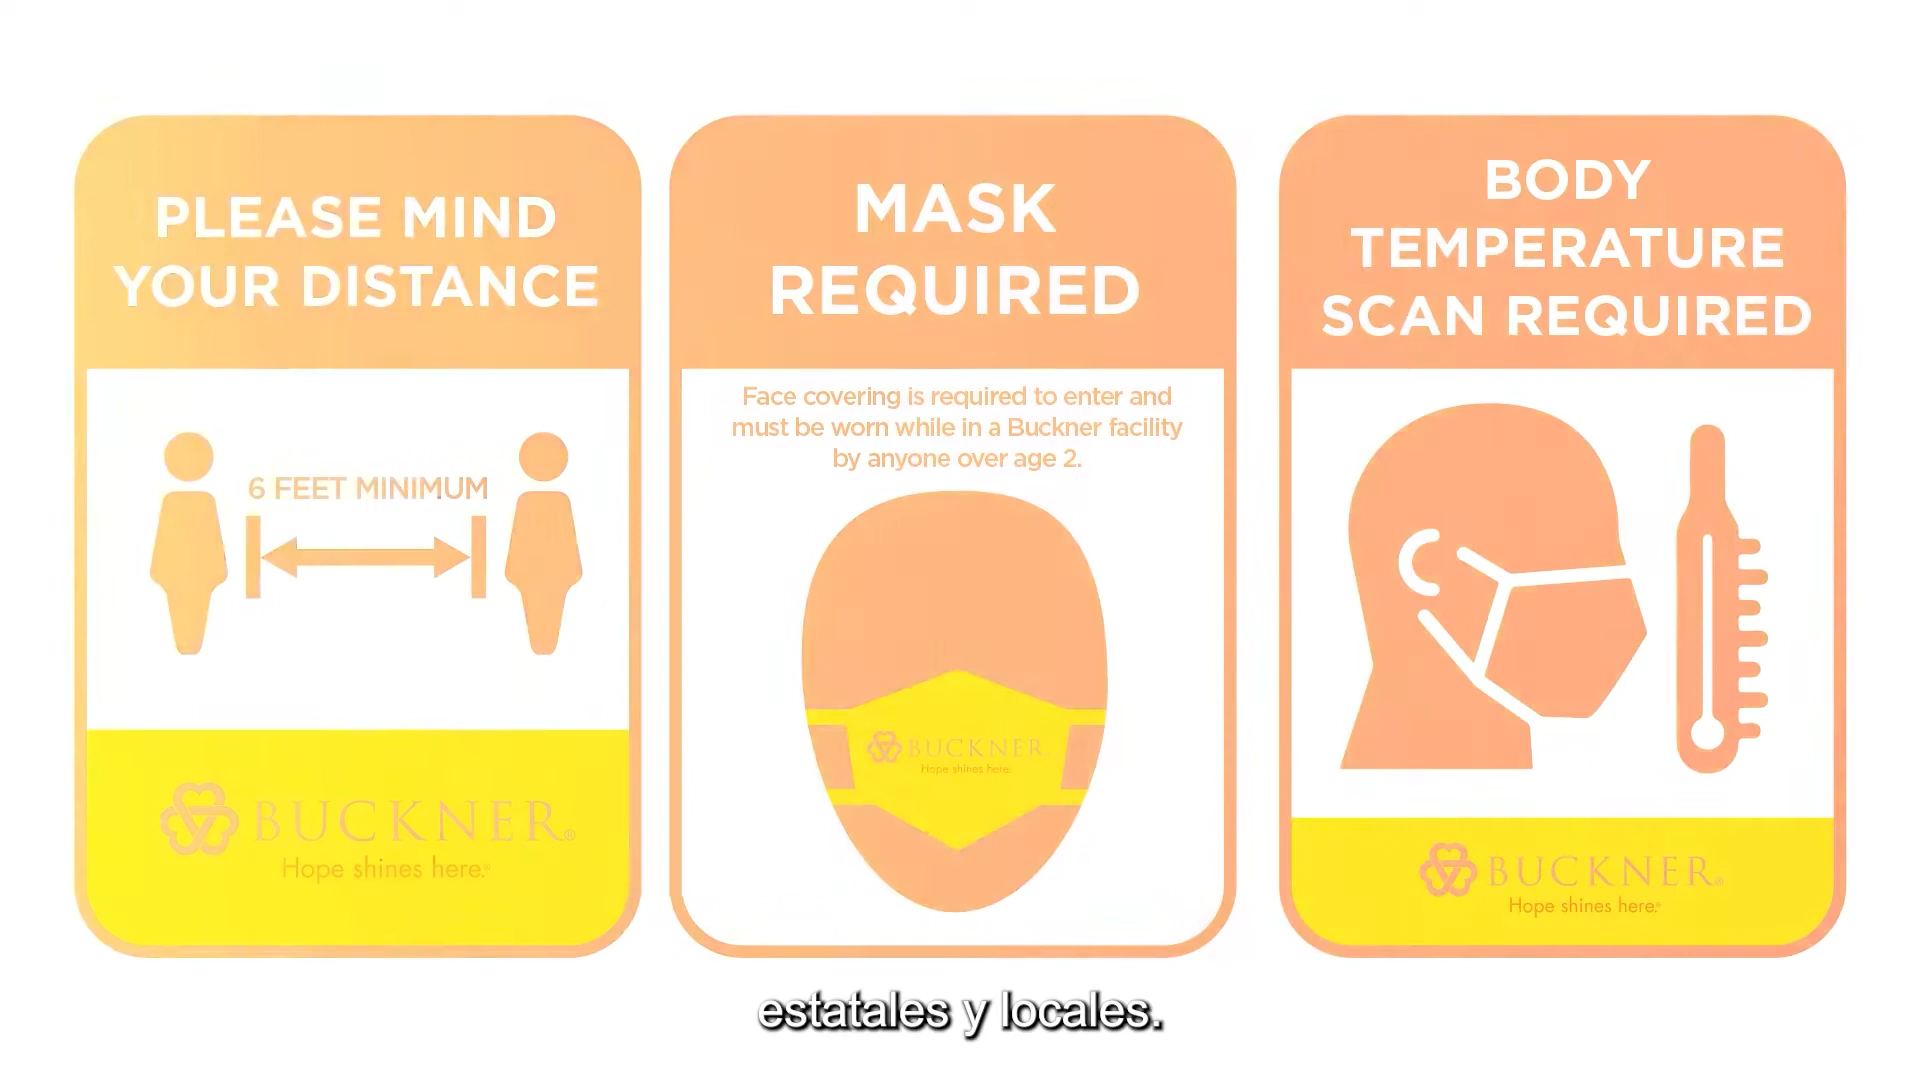 PLEASE MIND
YOUR DISTANCE
6 FEET MINIMUM
BUCKNER®
Hope shines here.®
MASK
REQUIRED
Face covering is required to enter and
must be worn while in a Buckner facility
by anyone over age 2.
BUCKNER
Hope shines here.
BODY
TEMPERATURE
SCAN REQUIRED
BUCKNER®
Hope shines here.®
estatales y locales.